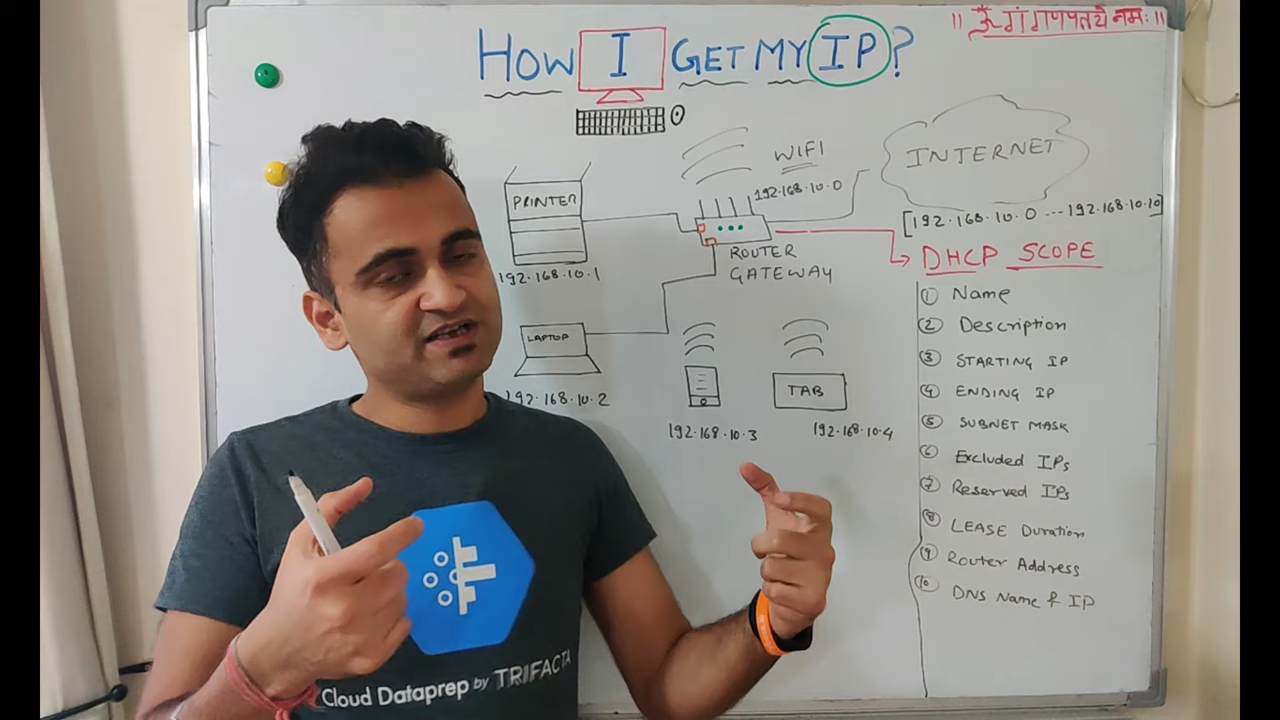 ॥ ॐ गं गणपतये नमः ॥
HOW I GET MY IP?
WIFI
192.168.10.0
INTERNET
[192.168.10.0 ---192.168.10.10]
PRINTER
192.168.10.1
ROUTER
GATEWAY
LAPTOP
192.168.10.2
192.168.10.3
TAB
192.168.10.4
DHCP SCOPE
① Name
② Description
③ STARTING IP
④ ENDING IP
⑤ SUBNET MASK
⑥ Excluded IPs
⑦ Reserved IPs
⑧ LEASE Duration
⑨ Router Address
⑩ DNS Name & IP
Cloud Dataprep by TRIFACTA